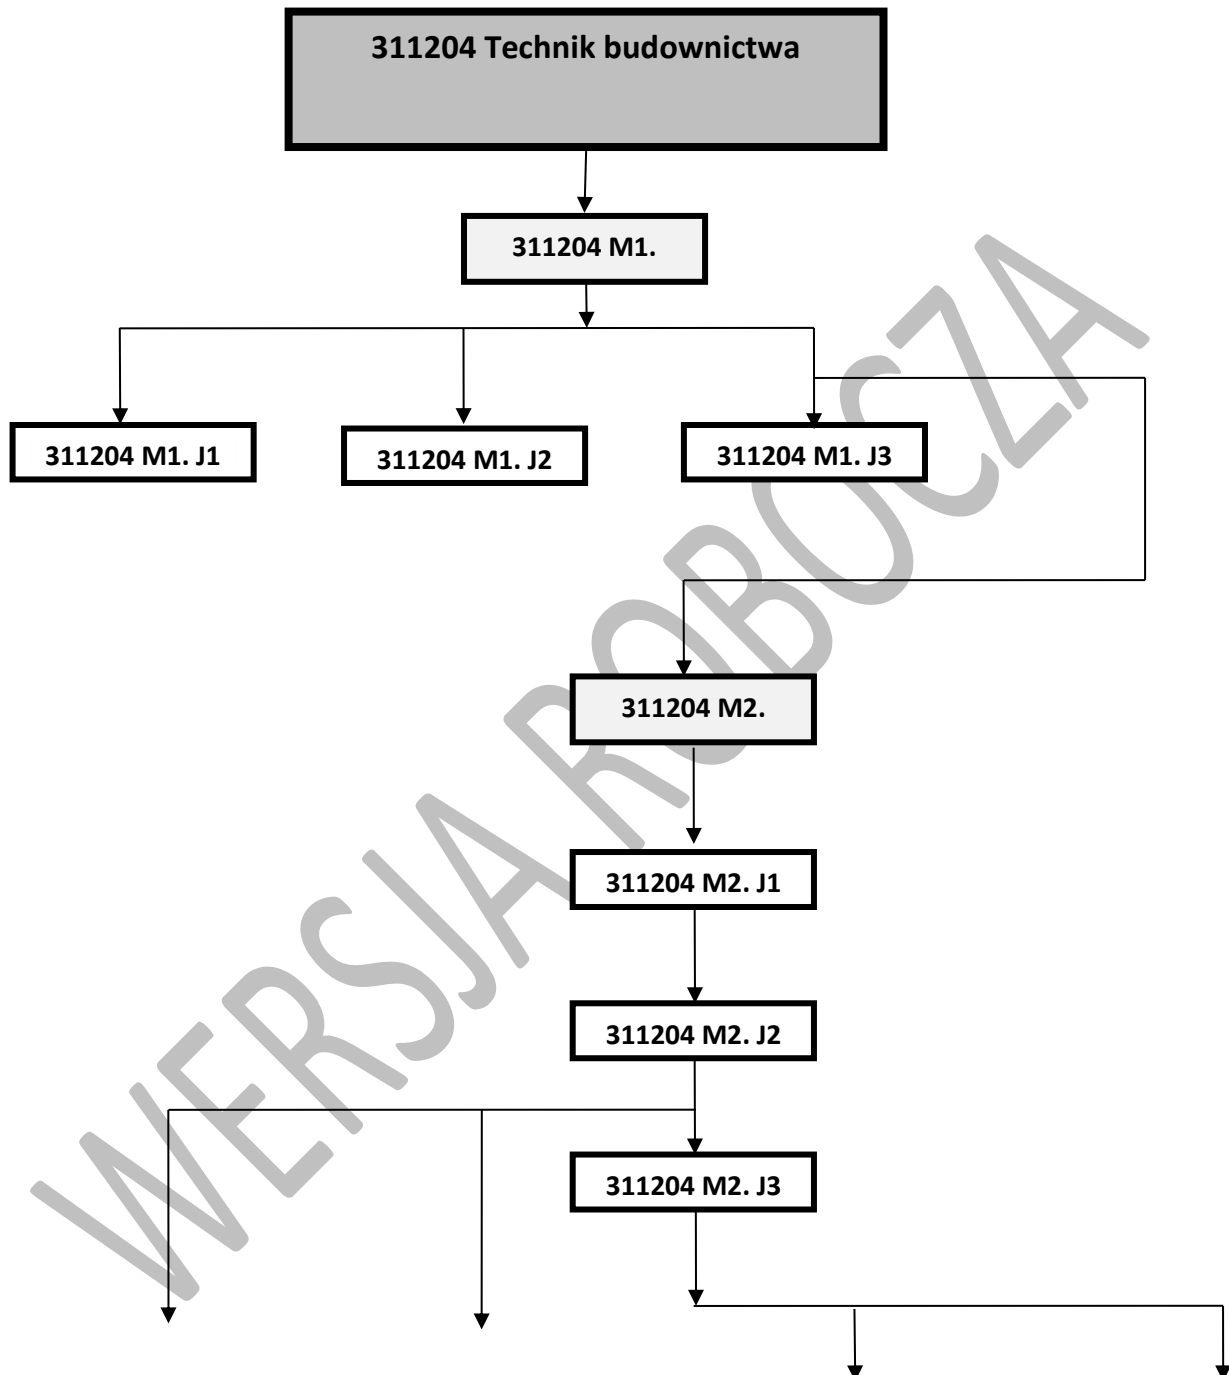 311204 Technik budownictwa
311204 M1.
311204 M1. J1
311204 M1. J2
311204 M1. J3
311204 M2.
311204 M2. J1
311204 M2. J2
311204 M2. J3
WERSJA ROBOCZA